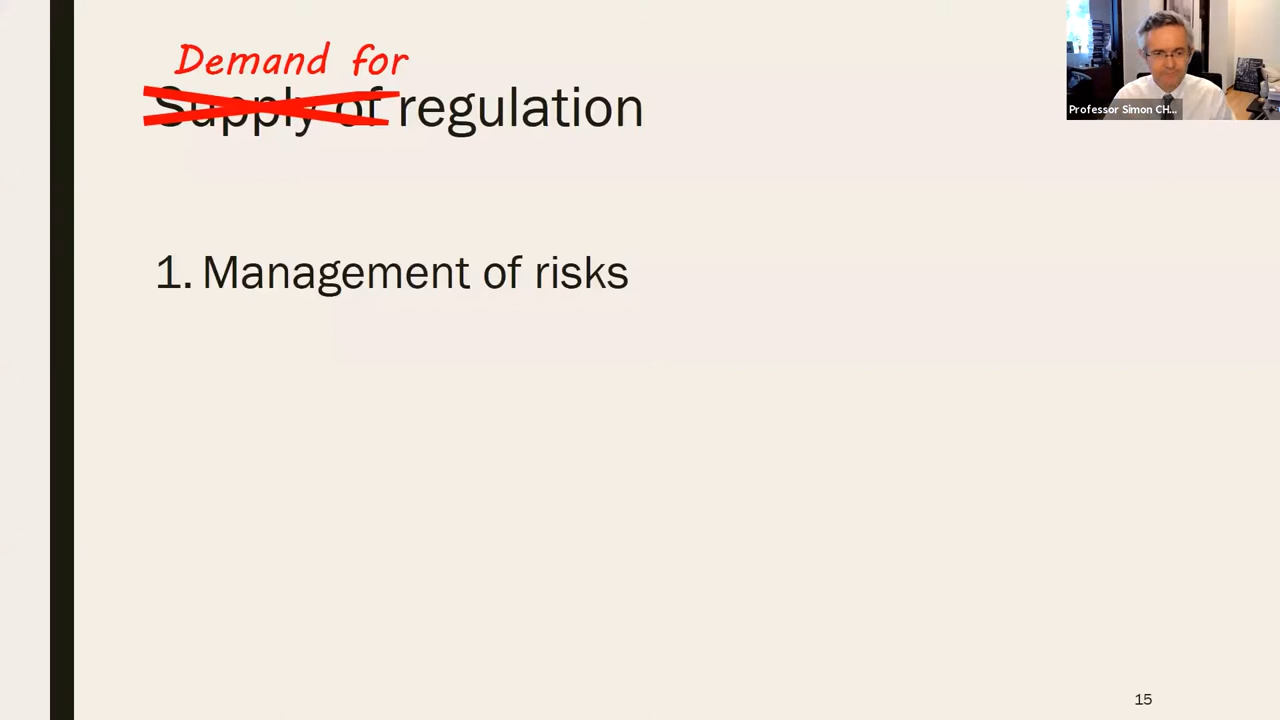 Demand for
Supply of regulation
1. Management of risks
Professor Simon CH...
15